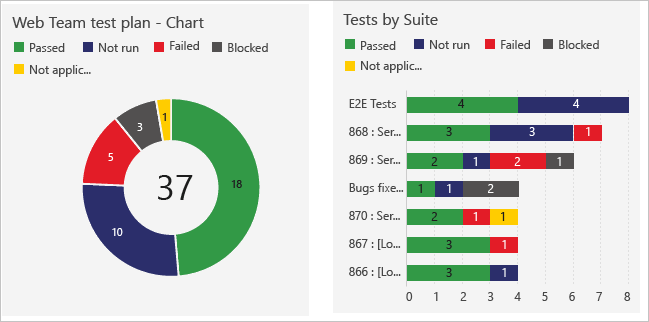 Web Team test plan - Chart
Passed Not run Failed Blocked
Not applic...
1
3
5
18
37
10
Tests by Suite
Passed Not run Failed Blocked
Not applic...
E2E Tests 4 4
868 : Ser... 3 3 1
869 : Ser... 2 1 2 1
Bugs fixe... 1 1 2
870 : Ser... 2 1 1
867 : [Lo... 3 1
866 : [Lo... 3 1
0 1 2 3 4 5 6 7 8